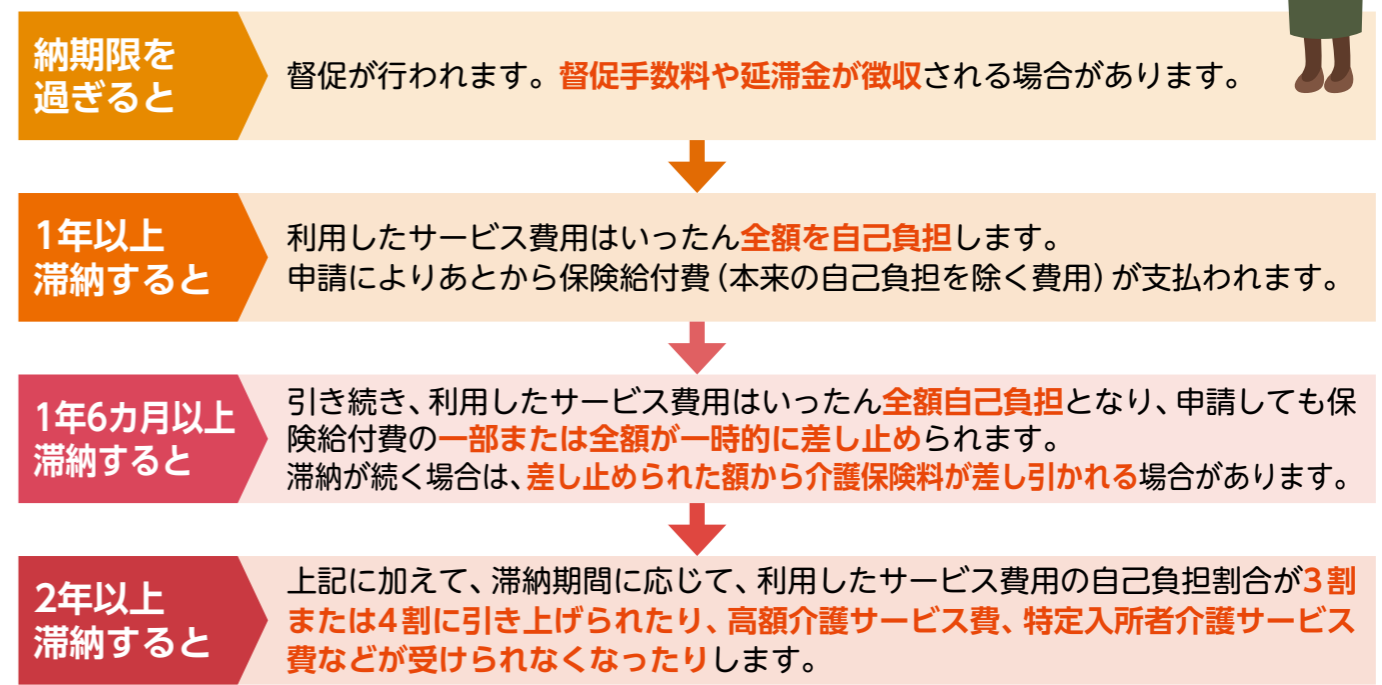 納期限を
過ぎると
督促が行われます。督促手数料や延滞金が徴収される場合があります。
1年以上
滞納すると
利用したサービス費用はいったん全額を自己負担します。
申請によりあとから保険給付費(本来の自己負担を除く費用)が支払われます。
1年6カ月以上
滞納すると
引き続き、利用したサービス費用はいったん全額自己負担となり、申請しても保
険給付費の一部または全額が一時的に差し止められます。
滞納が続く場合は、差し止められた額から介護保険料が差し引かれる場合があります。
2年以上
滞納すると
上記に加えて、滞納期間に応じて、利用したサービス費用の自己負担割合が3割
または4割に引き上げられたり、高額介護サービス費、特定入所者介護サービス
費などが受けられなくなったりします。